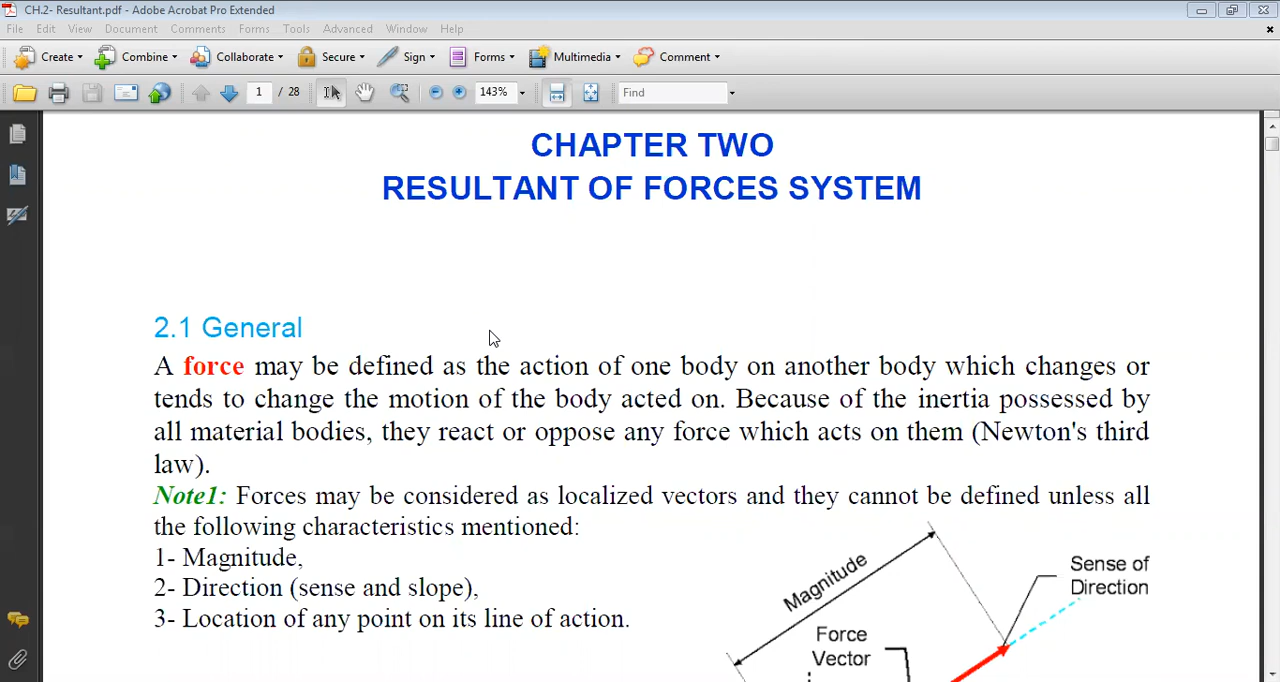 CH.2- Resultant.pdf - Adobe Acrobat Pro Extended
File Edit View Document Comments Forms Tools Advanced Window Help
Create Combine Collaborate Secure Sign Forms Multimedia Comment
1 / 28 143% Find
CHAPTER TWO
RESULTANT OF FORCES SYSTEM
2.1 General
A force may be defined as the action of one body on another body which changes or
tends to change the motion of the body acted on. Because of the inertia possessed by
all material bodies, they react or oppose any force which acts on them (Newton's third
law).
Note1: Forces may be considered as localized vectors and they cannot be defined unless all
the following characteristics mentioned:
1- Magnitude,
2- Direction (sense and slope),
3- Location of any point on its line of action.
Magnitude
Sense of
Direction
Force
Vector